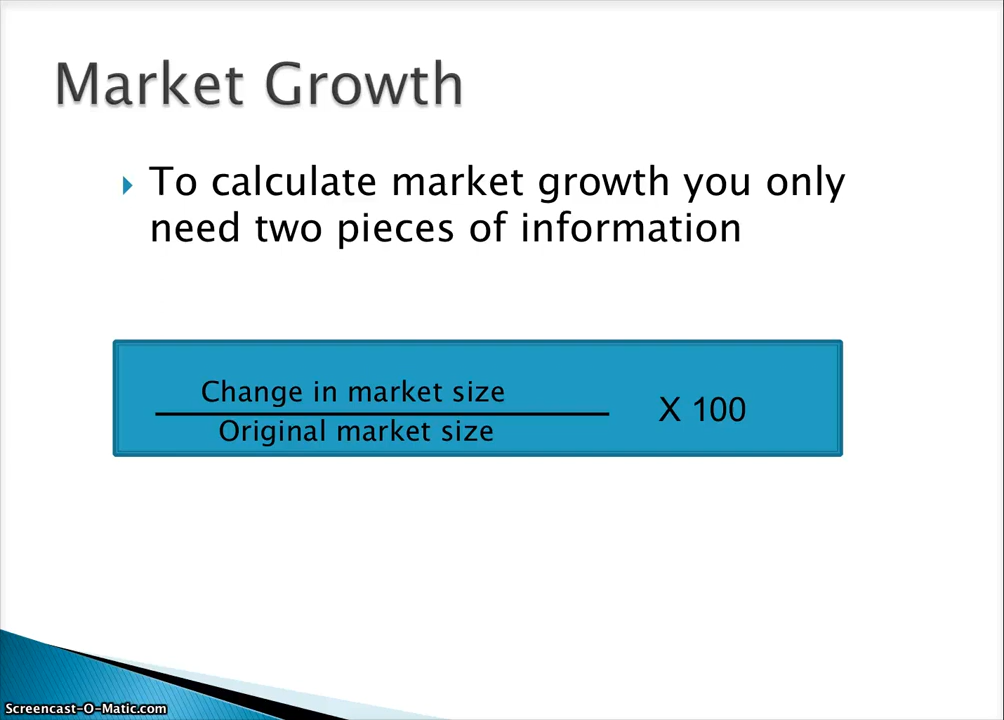 Market Growth
To calculate market growth you only
need two pieces of information
Change in market size
X 100
Original market size
Screencast-O-Matic.com